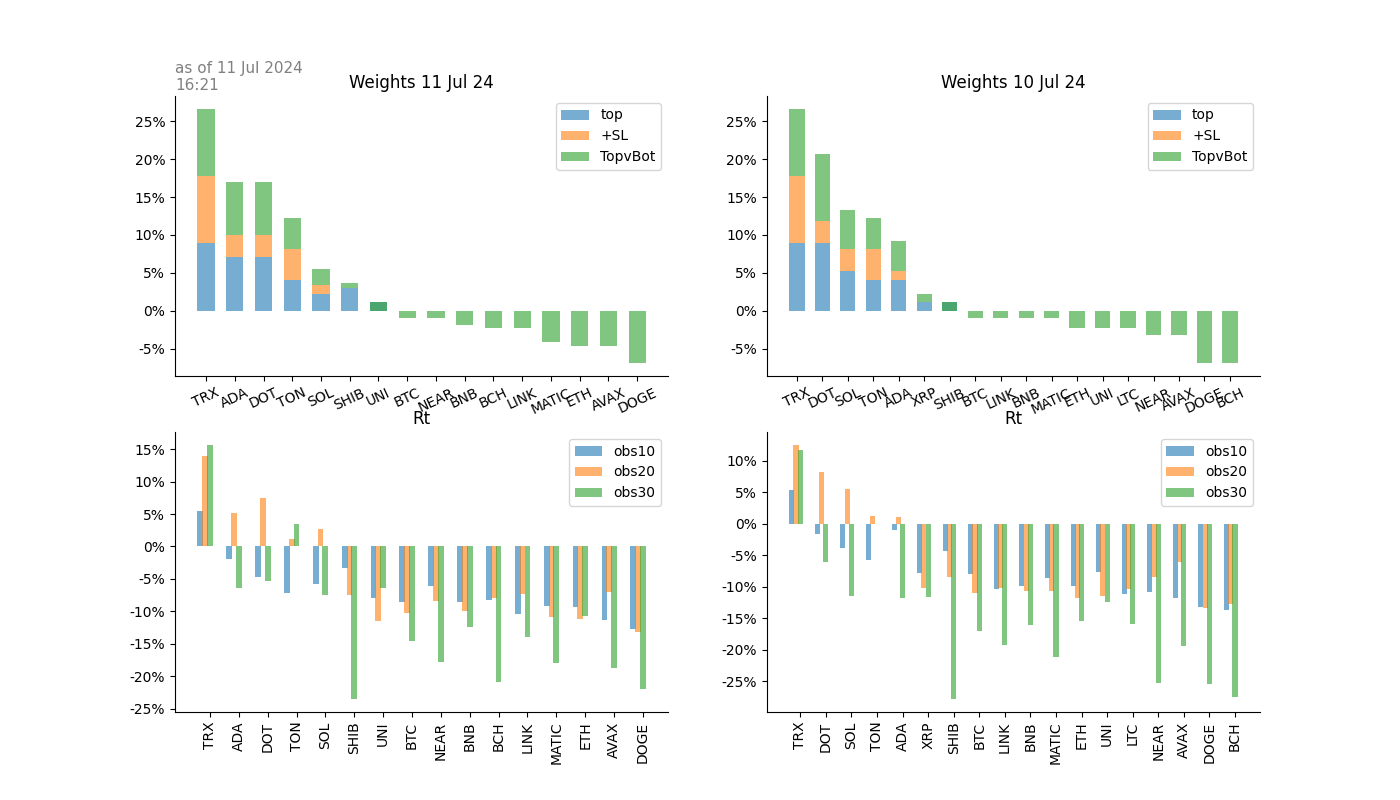 as of 11 Jul 2024
16:21
Weights 11 Jul 24
25%
20%
15%
10%
5%
0%
-5%
top
+SL
TopvBot
TRX ADA DOT TON SOL SHIB UNI BTC NEAR BNB BCH LINK MATIC ETH AVAX DOGE
Weights 10 Jul 24
25%
20%
15%
10%
5%
0%
-5%
top
+SL
TopvBot
TRX DOT SOL TON ADA XRP SHIB BTC LINK BNB MATIC ETH UNI LTC NEAR AVAX DOGE BCH
Rt
15%
10%
5%
0%
-5%
-10%
-15%
-20%
-25%
obs10
obs20
obs30
TRX ADA DOT TON SOL SHIB UNI BTC NEAR BNB BCH LINK MATIC ETH AVAX DOGE
Rt
10%
5%
0%
-5%
-10%
-15%
-20%
-25%
obs10
obs20
obs30
TRX DOT SOL TON ADA XRP SHIB BTC LINK BNB MATIC ETH UNI LTC NEAR AVAX DOGE BCH